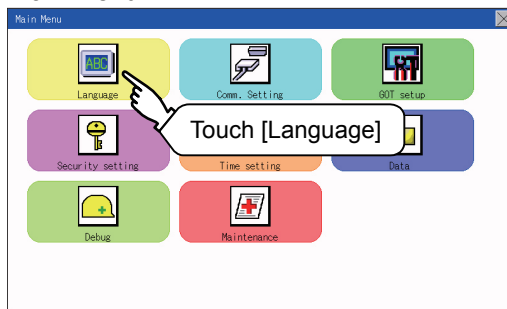 Main Menu
ABC
Language
Comm. Setting
GOT setup
Touch [Language]
Security setting
Time setting
Data
Debug
Maintenance